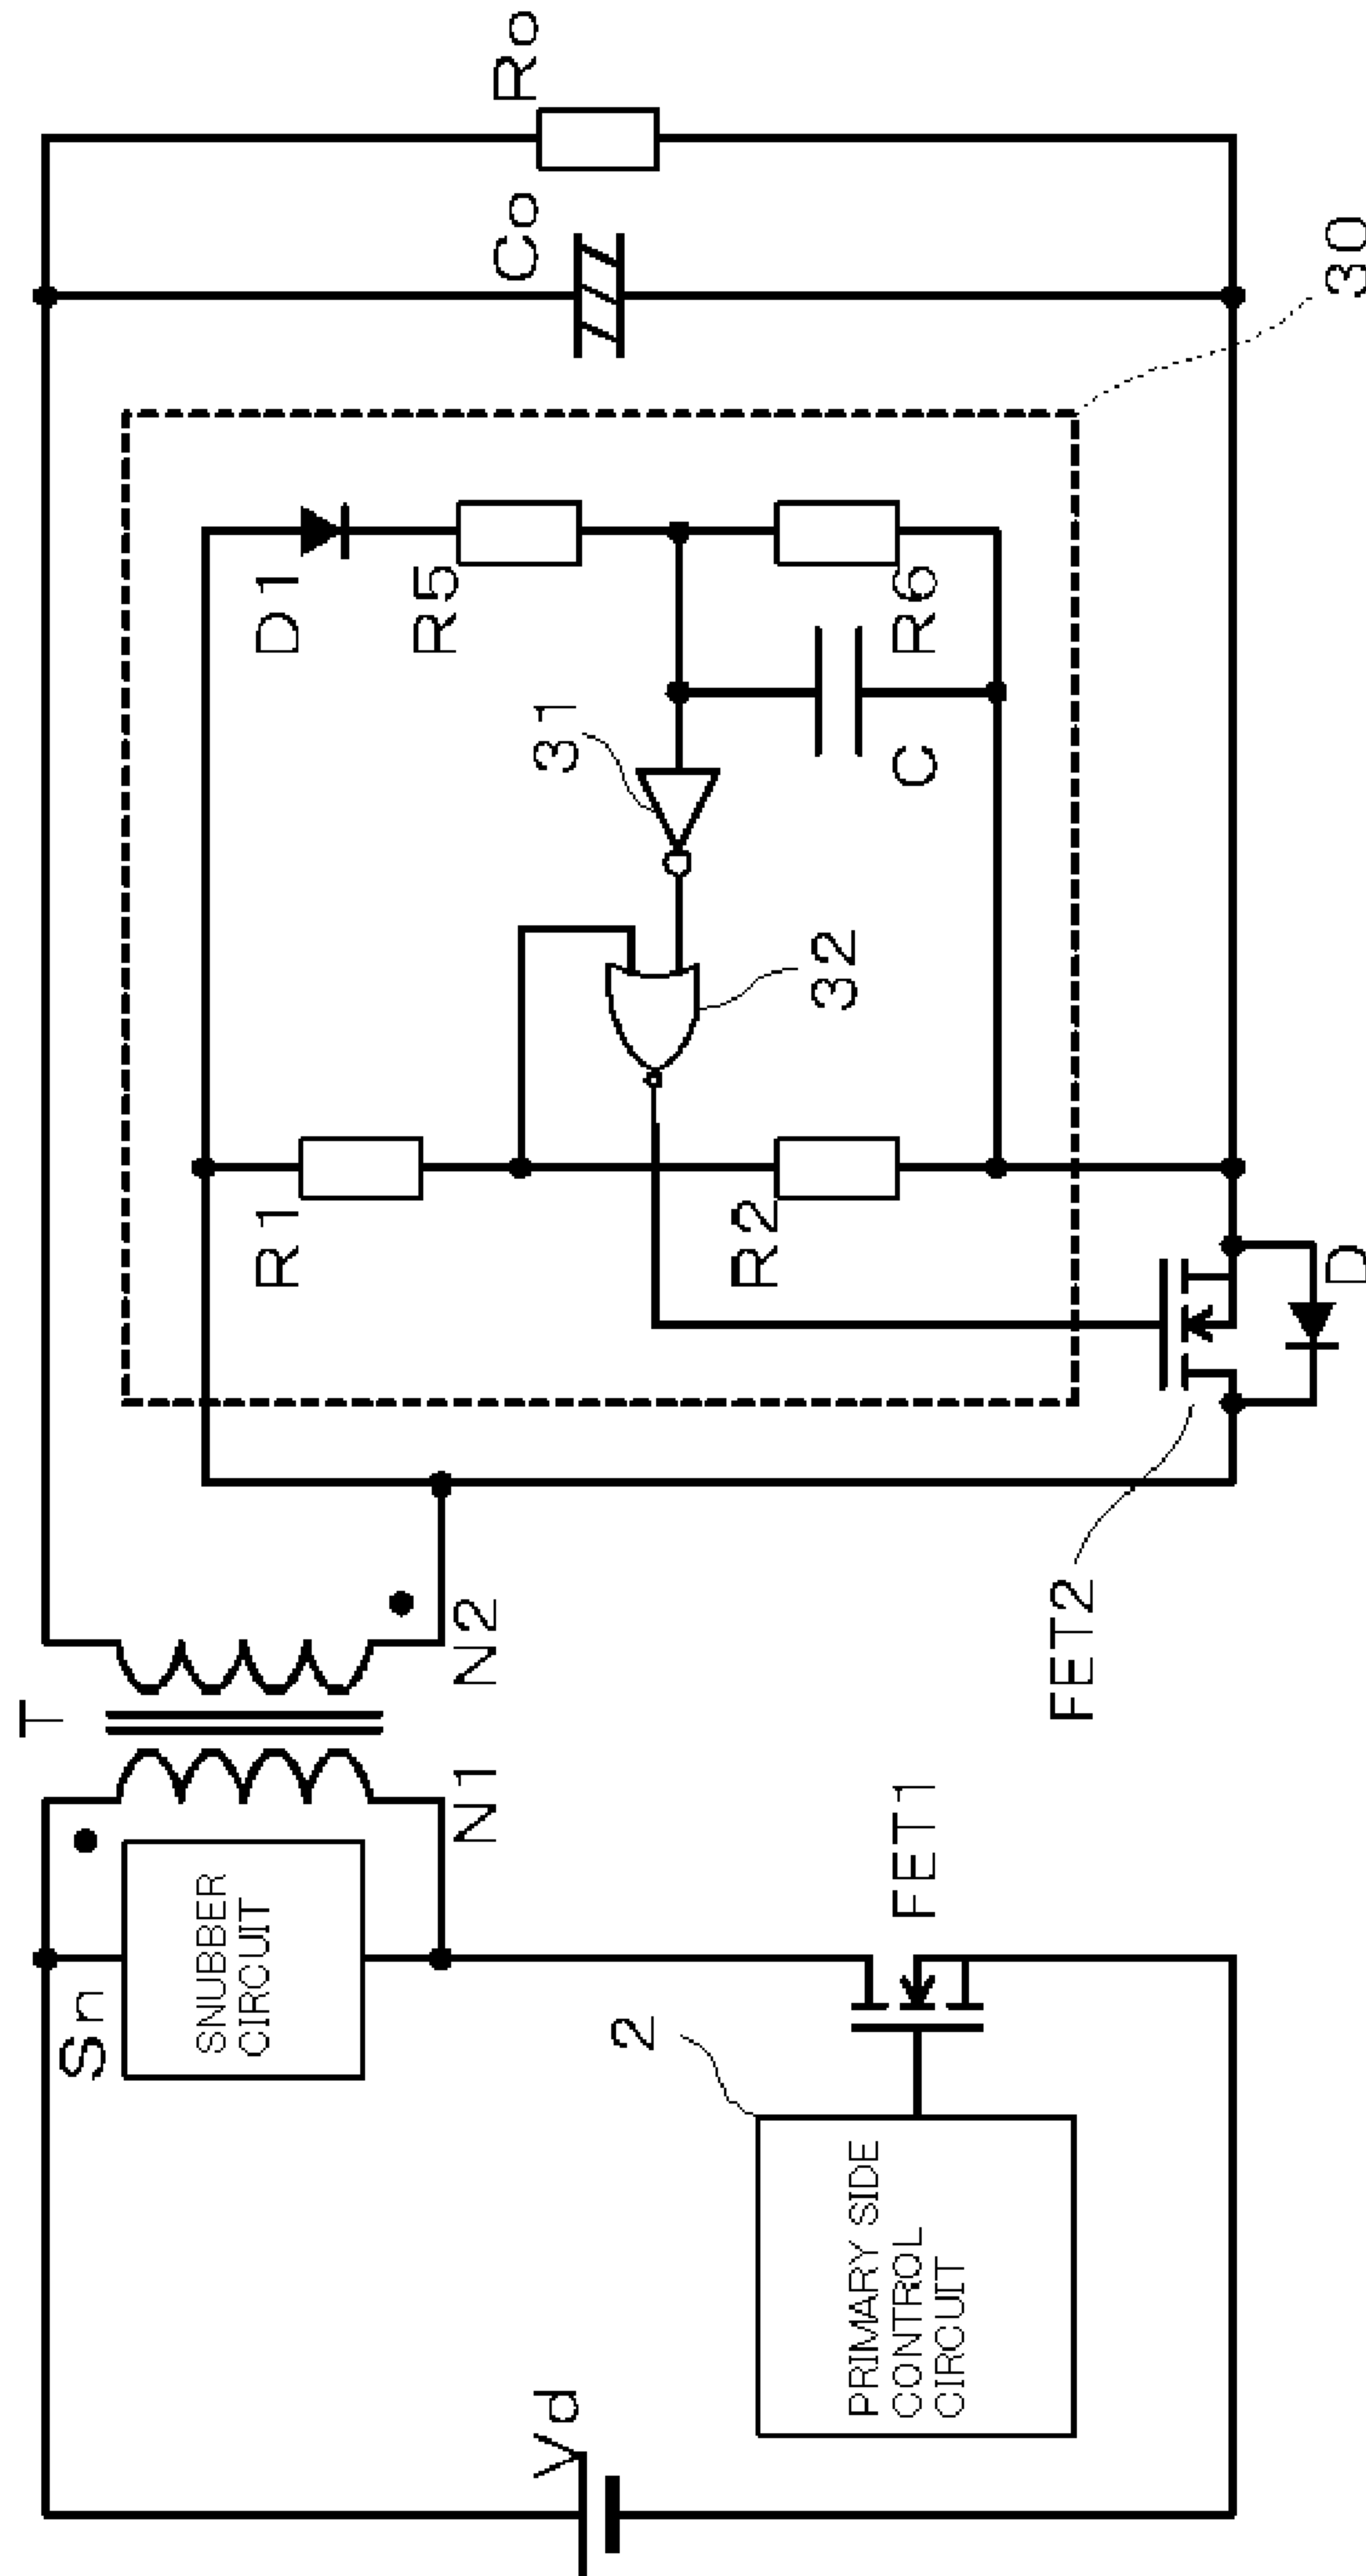 T
Sn
SNUBBER
CIRCUIT
N1
N2
Vd
2
PRIMARY SIDE
CONTROL
CIRCUIT
FET1
FET2
R1
R2
D1
R5
R6
31
32
C
D
Co
Ro
30